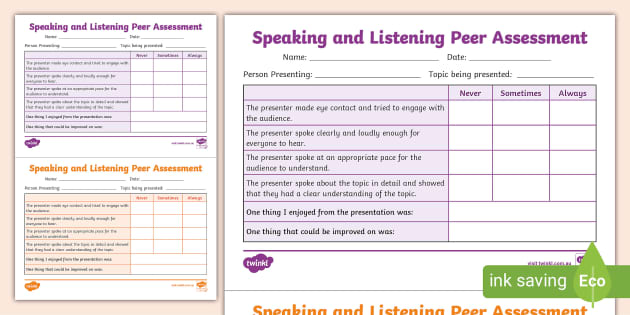 Speaking and Listening Peer Assessment
Name: Date:
Person Presenting: Topic being presented:
Never Sometimes Always
The presenter made eye contact and tried to engage with
the audience.
The presenter spoke clearly and loudly enough for
everyone to hear.
The presenter spoke at an appropriate pace for the
audience to understand.
The presenter spoke about the topic in detail and showed
that they had a clear understanding of the topic.
One thing I enjoyed from the presentation was:
One thing that could be improved on was:
twinkl
Speaking and Listening Peer Assessment
Name: Date:
Person Presenting: Topic being presented:
Never Sometimes Always
The presenter made eye contact and tried to engage with
the audience.
The presenter spoke clearly and loudly enough for
everyone to hear.
The presenter spoke at an appropriate pace for the
audience to understand.
The presenter spoke about the topic in detail and showed
that they had a clear understanding of the topic.
One thing I enjoyed from the presentation was:
One thing that could be improved on was:
twinkl
Speaking and Listening Peer Assessment
Name: Date:
Person Presenting: Topic being presented:
Never Sometimes Always
The presenter made eye contact and tried to engage with
the audience.
The presenter spoke clearly and loudly enough for
everyone to hear.
The presenter spoke at an appropriate pace for the
audience to understand.
The presenter spoke about the topic in detail and showed
that they had a clear understanding of the topic.
One thing I enjoyed from the presentation was:
One thing that could be improved on was:
twinkl
visit twinkl.com.au
ink saving Eco
Speaking and Listening Peer Assessment